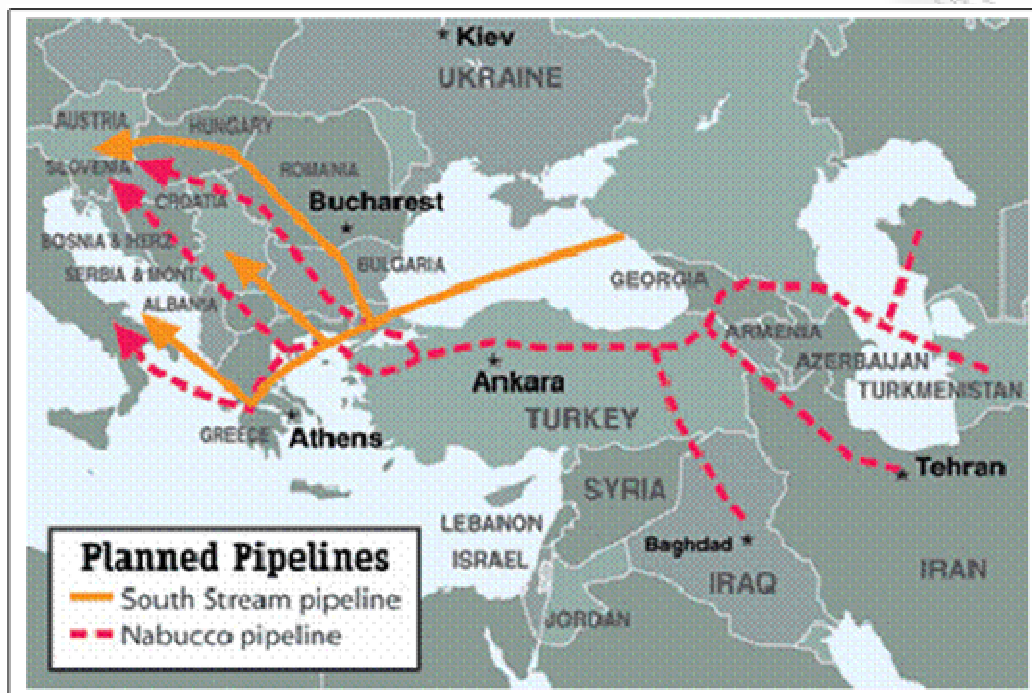 * Kiev
UKRAINE
AUSTRIA
HUNGARY
SLOVENIA
ROMANIA
CROATIA
Bucharest
*
BOSNIA & HERZ
BULGARIA
SERBIA & MONT.
GEORGIA
ALBANIA
ARMENIA
AZERBAIJAN
*
Ankara
TURKMENISTAN
TURKEY
GREECE
* Athens
* Tehran
SYRIA
LEBANON
Baghdad *
ISRAEL
IRAQ
IRAN
JORDAN
Planned Pipelines
South Stream pipeline
Nabucco pipeline